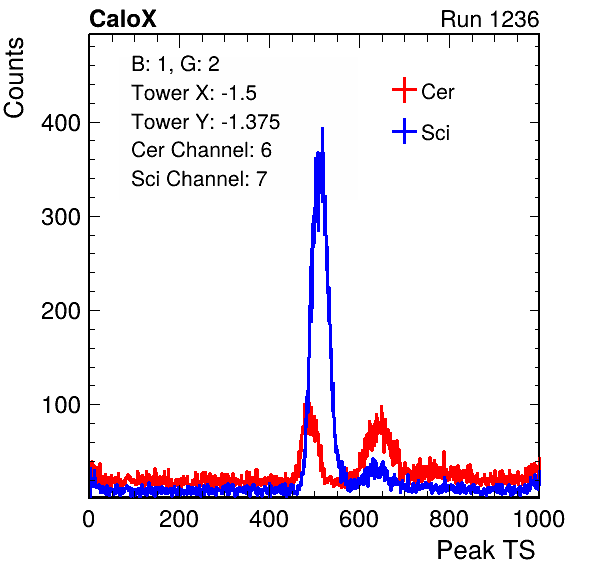 CaloX Run 1236
Counts
B: 1, G: 2
Tower X: -1.5
Tower Y: -1.375
Cer Channel: 6
Sci Channel: 7
Cer
Sci
400
300
200
100
0 200 400 600 800 1000
Peak TS